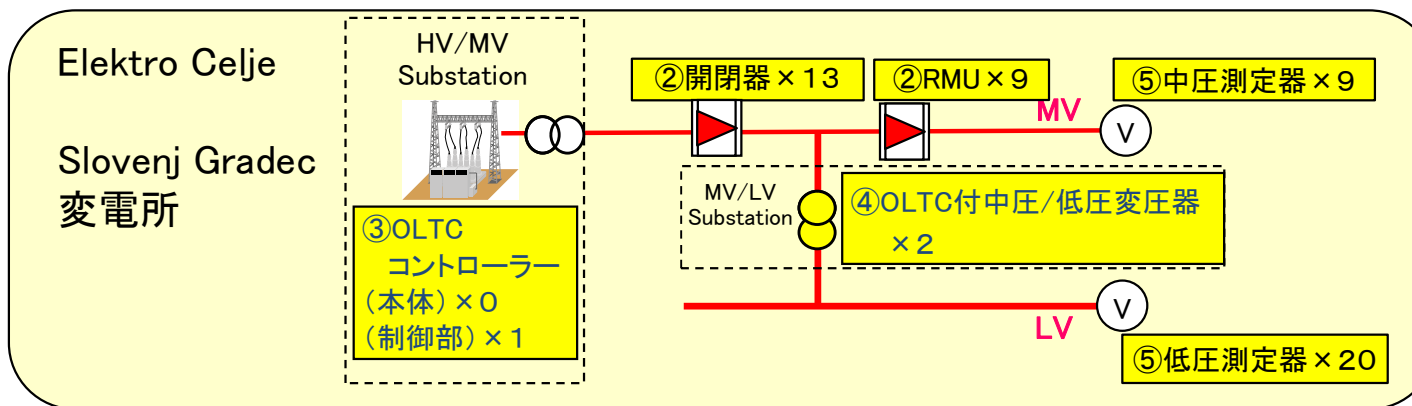 Elektro Celje
Slovenj Gradec
変電所
HV/MV
Substation
③OLTC
コントローラー
(本体)×0
(制御部)×1
②開閉器×13
②RMU×9
⑤中圧測定器×9
MV
V
MV/LV
Substation
④OLTC付中圧/低圧変圧器
×2
LV
V
⑤低圧測定器×20